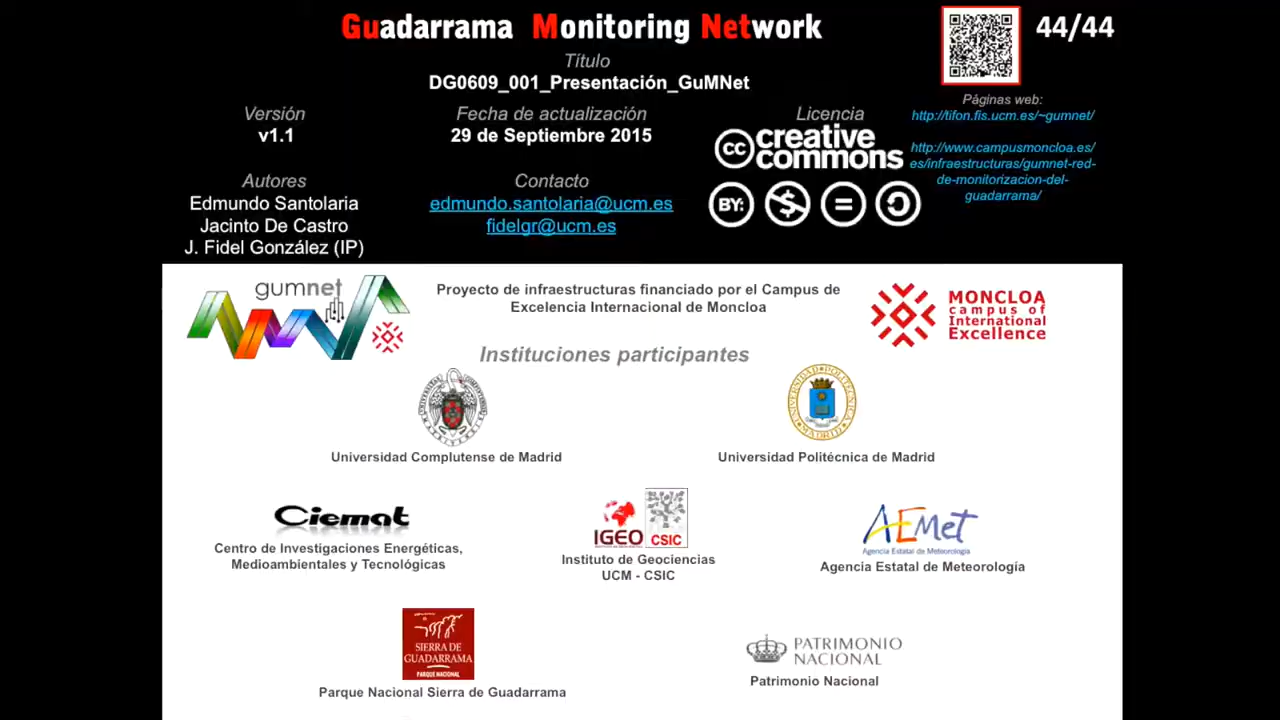 Guadarrama Monitoring Network
44/44
Título
DG0609_001_Presentación_GuMNet
Versión
v1.1
Fecha de actualización
29 de Septiembre 2015
Licencia
creative
commons
CC
BY:
Páginas web:
http://tifon.fis.ucm.es/~gumnet/
http://www.campusmoncloa.es/
es/infraestructuras/gumnet-red-
de-monitorizacion-del-
guadarrama/
Autores
Edmundo Santolaria
Jacinto De Castro
J. Fidel González (IP)
Contacto
edmundo.santolaria@ucm.es
fidelgr@ucm.es
gumnet
Proyecto de infraestructuras financiado por el Campus de
Excelencia Internacional de Moncloa
MONCLOA
campus of
International
Excellence
Instituciones participantes
UNIVERSIDAD POLITÉCNICA
MADRID
Universidad Complutense de Madrid
Universidad Politécnica de Madrid
Ciemat
Centro de Investigaciones Energéticas,
Medioambientales y Tecnológicas
IGEO
CSIC
Instituto de Geociencias
UCM - CSIC
AEMet
Agencia Estatal de Meteorología
Agencia Estatal de Meteorología
SIERRA DE
GUADARRAMA
PARQUE NACIONAL
Parque Nacional Sierra de Guadarrama
PATRIMONIO
NACIONAL
Patrimonio Nacional